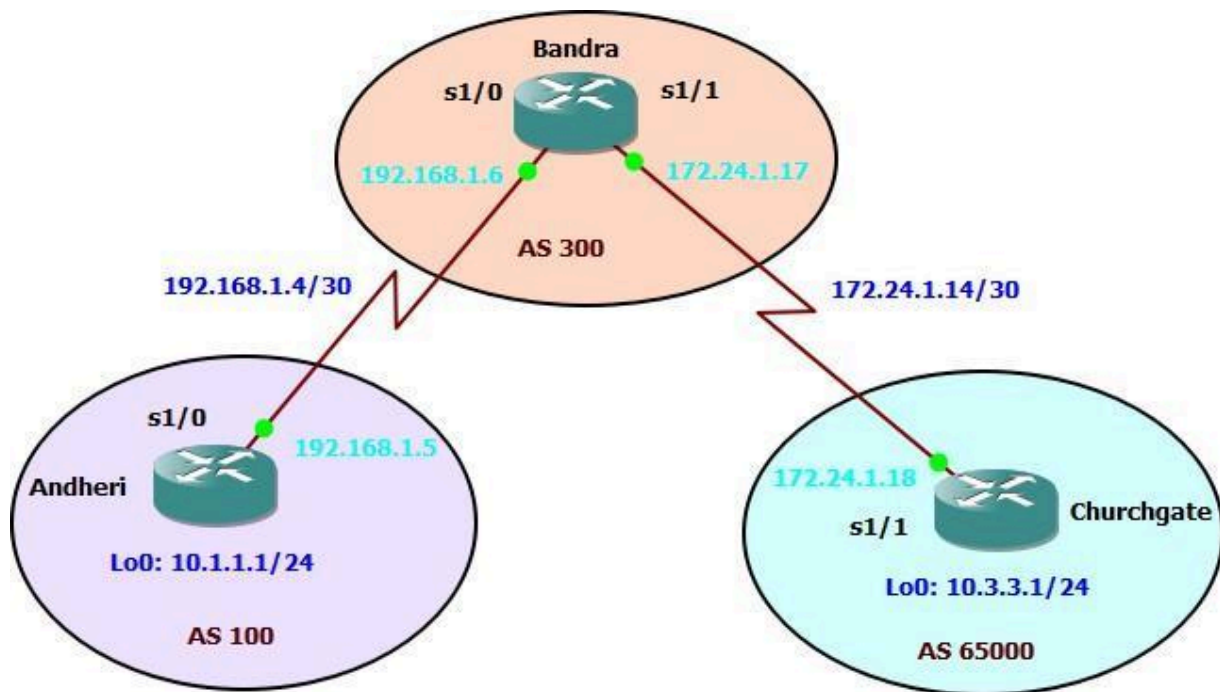 Bandra
s1/0
s1/1
192.168.1.6
172.24.1.17
AS 300
192.168.1.4/30
172.24.1.14/30
s1/0
192.168.1.5
Andheri
Lo0: 10.1.1.1/24
AS 100
172.24.1.18
s1/1
Churchgate
Lo0: 10.3.3.1/24
AS 65000